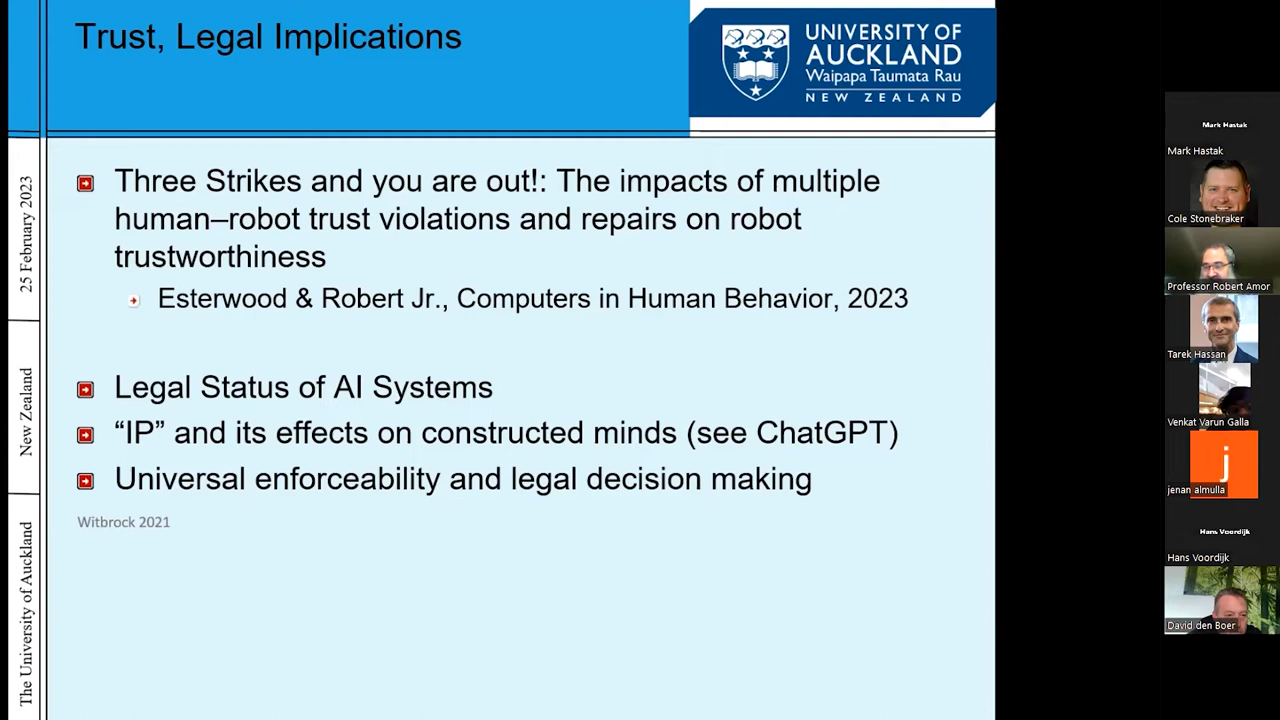 Trust, Legal Implications
UNIVERSITY OF
AUCKLAND
Waipapa Taumata Rau
NEW ZEALAND
25 February 2023
New Zealand
The University of Auckland
Three Strikes and you are out!: The impacts of multiple
human–robot trust violations and repairs on robot
trustworthiness
Esterwood & Robert Jr., Computers in Human Behavior, 2023
Legal Status of AI Systems
“IP” and its effects on constructed minds (see ChatGPT)
Universal enforceability and legal decision making
Witbrock 2021
Mark Hastak
Mark Hastak
Cole Stonebraker
Professor Robert Amor
Tarek Hassan
Venkat Varun Galla
j
jenan almulla
Hans Voordijk
Hans Voordijk
David den Boer